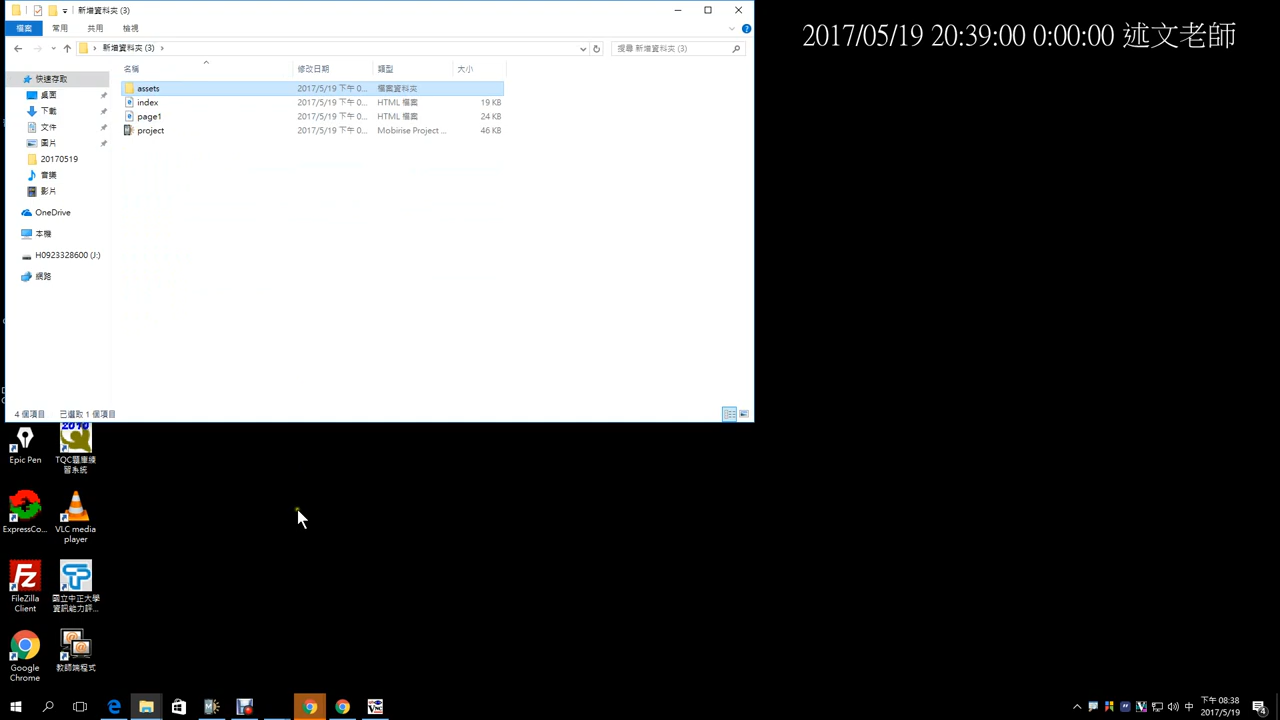 新增資料夾 (3)
2017/05/19 20:39:00 0:00:00 述文老師
檔案 常用 共用 檢視
新增資料夾 (3)
搜尋 新增資料夾 (3)
名稱 修改日期 類型 大小
快速存取
桌面
下載
文件
圖片
20170519
音樂
影片
OneDrive
本機
H0923328600 (J:)
網路
assets 2017/5/19 下午 0... 檔案資料夾
index 2017/5/19 下午 0... HTML 檔案 19 KB
page1 2017/5/19 下午 0... HTML 檔案 24 KB
project 2017/5/19 下午 0... Mobirise Project ... 46 KB
4 個項目 已選取 1 個項目
2010
Epic Pen
TQC題庫練
習系統
ExpressCo...
VLC media
player
FileZilla
Client
國立中正大學
資訊能力評...
Google
Chrome
教師端程式
中
下午 08:38
2017/5/19
4